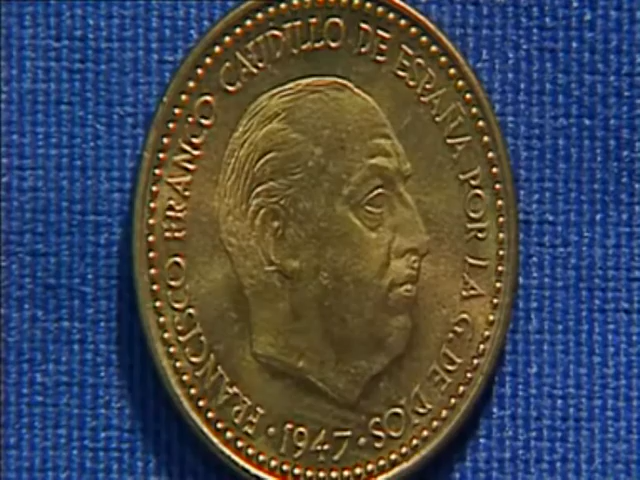 FRANCISCO FRANCO CAUDILLO DE ESPAÑA POR LA G. DE DIOS
· 1947 ·